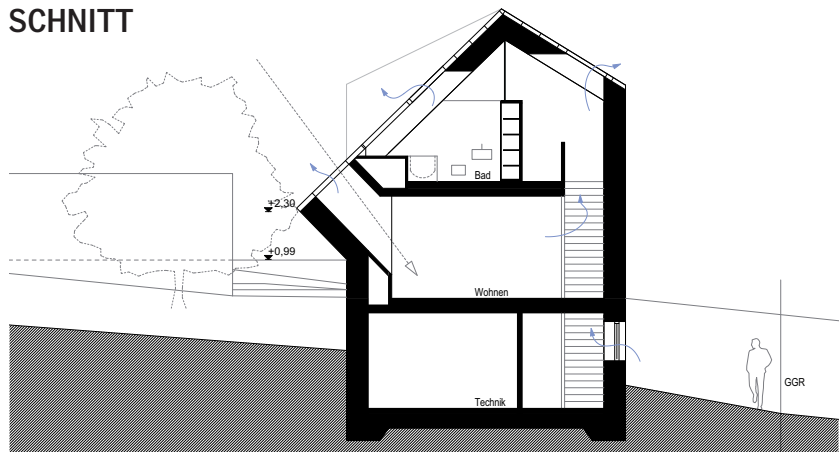 SCHNITT
Bad
+2,30
+0,99
Wohnen
GGR
Technik